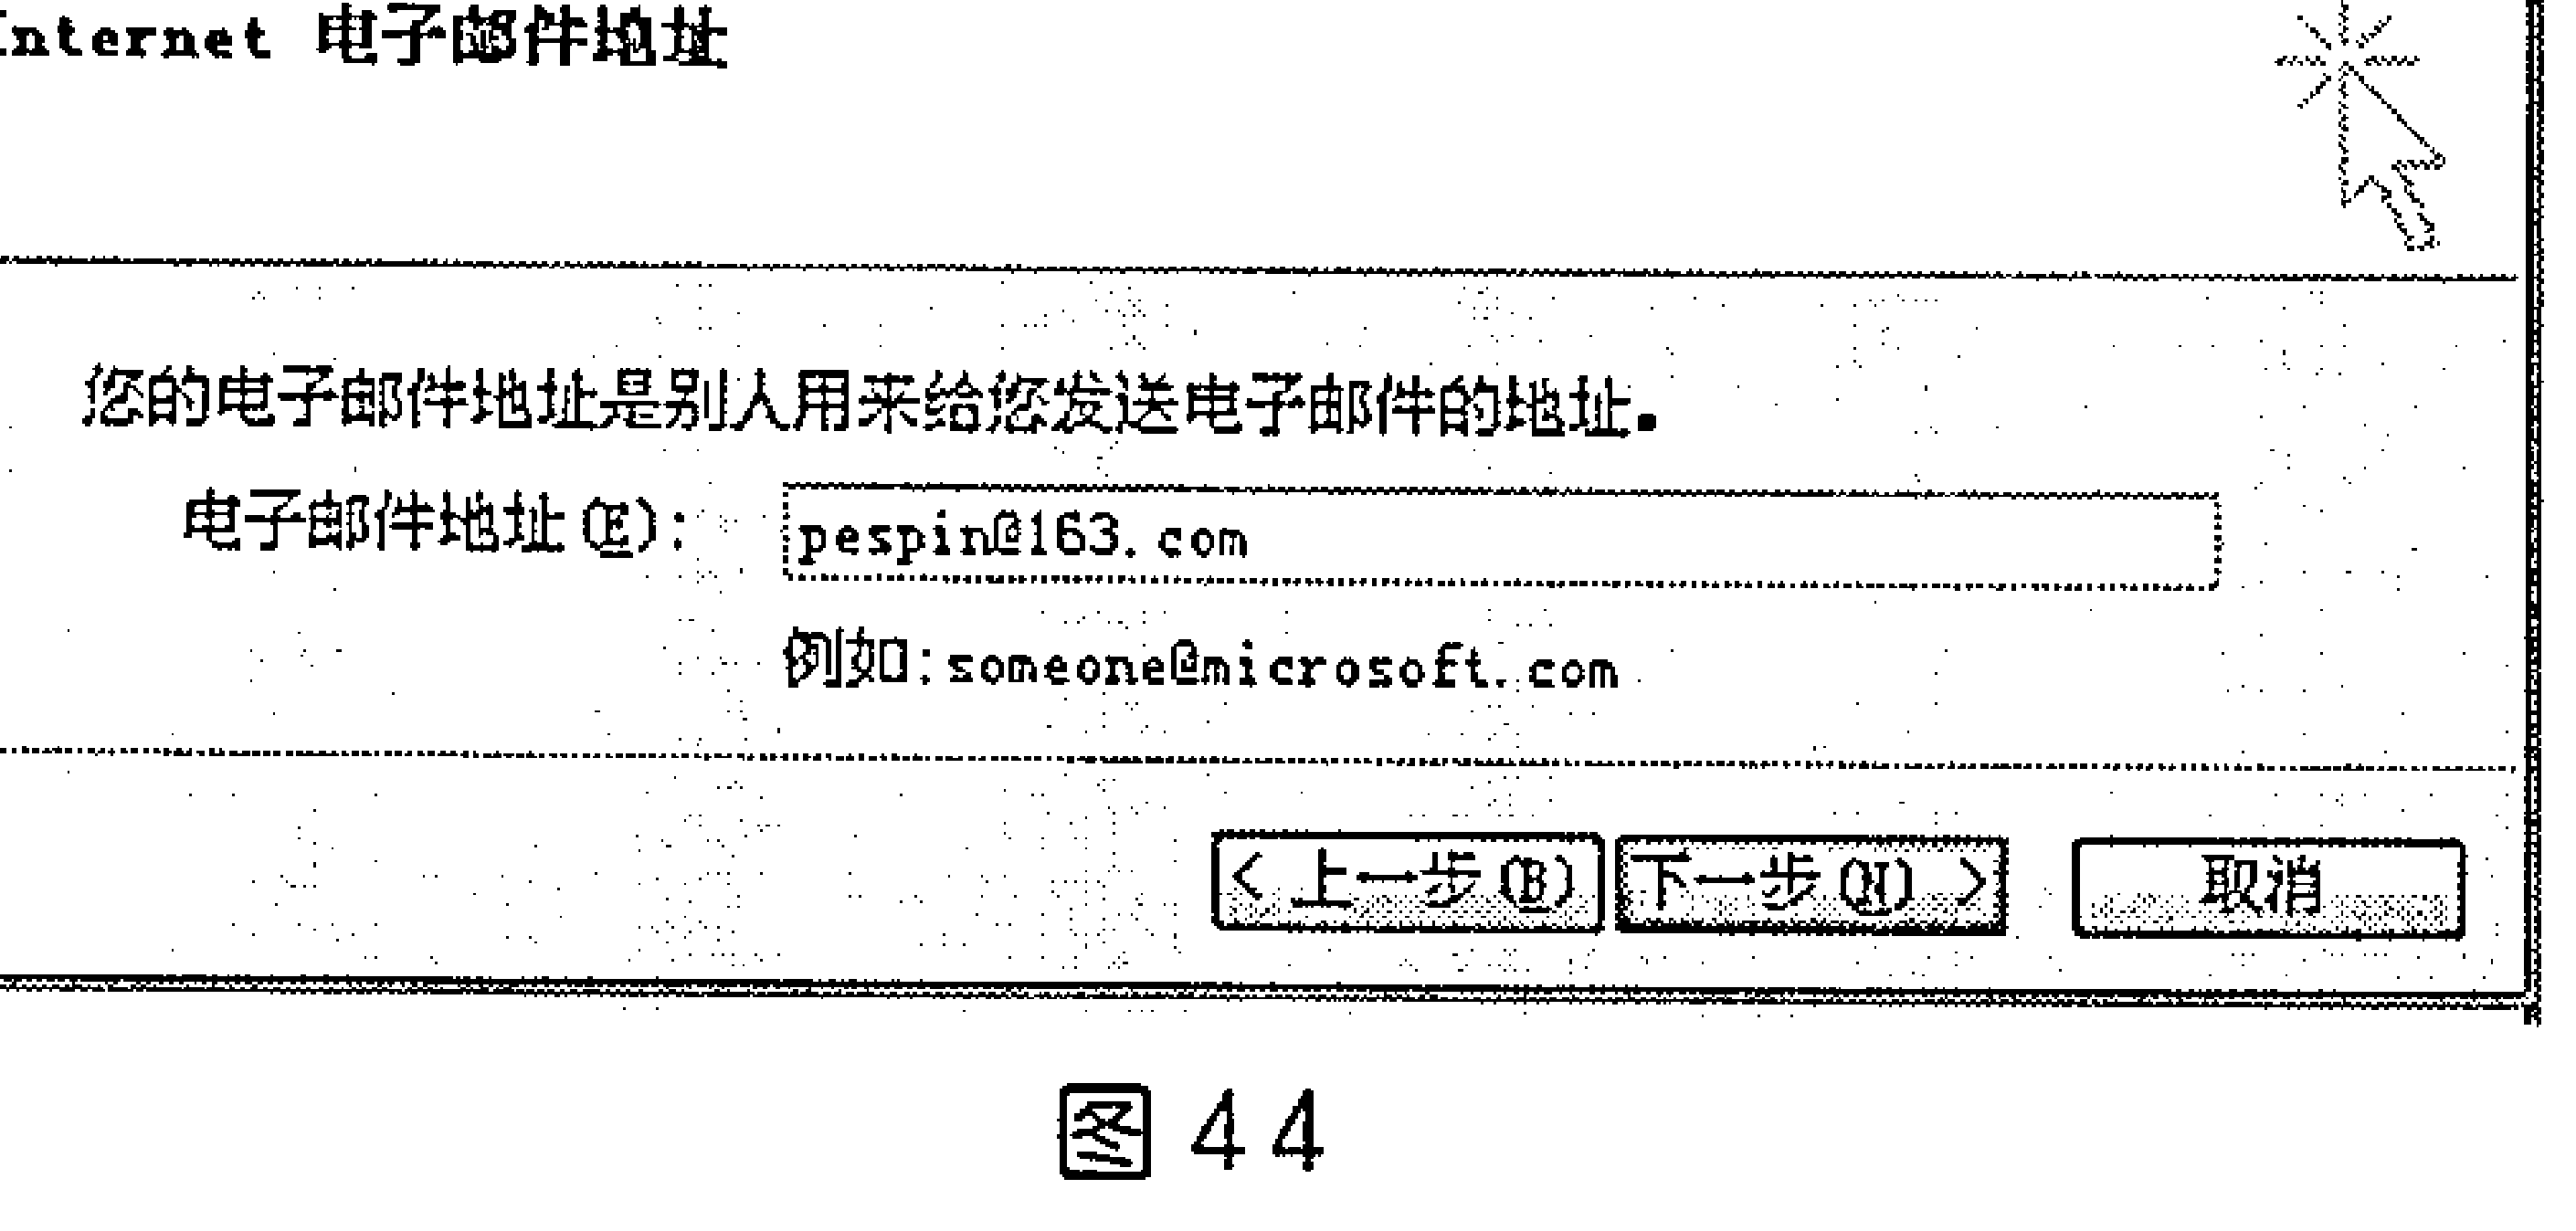 Internet 电子邮件地址
您的电子邮件地址是别人用来给您发送电子邮件的地址。
电子邮件地址(E): pespin@163.com
例如:someone@microsoft.com
< 上一步(B) 下一步(N) > 取消
图 44